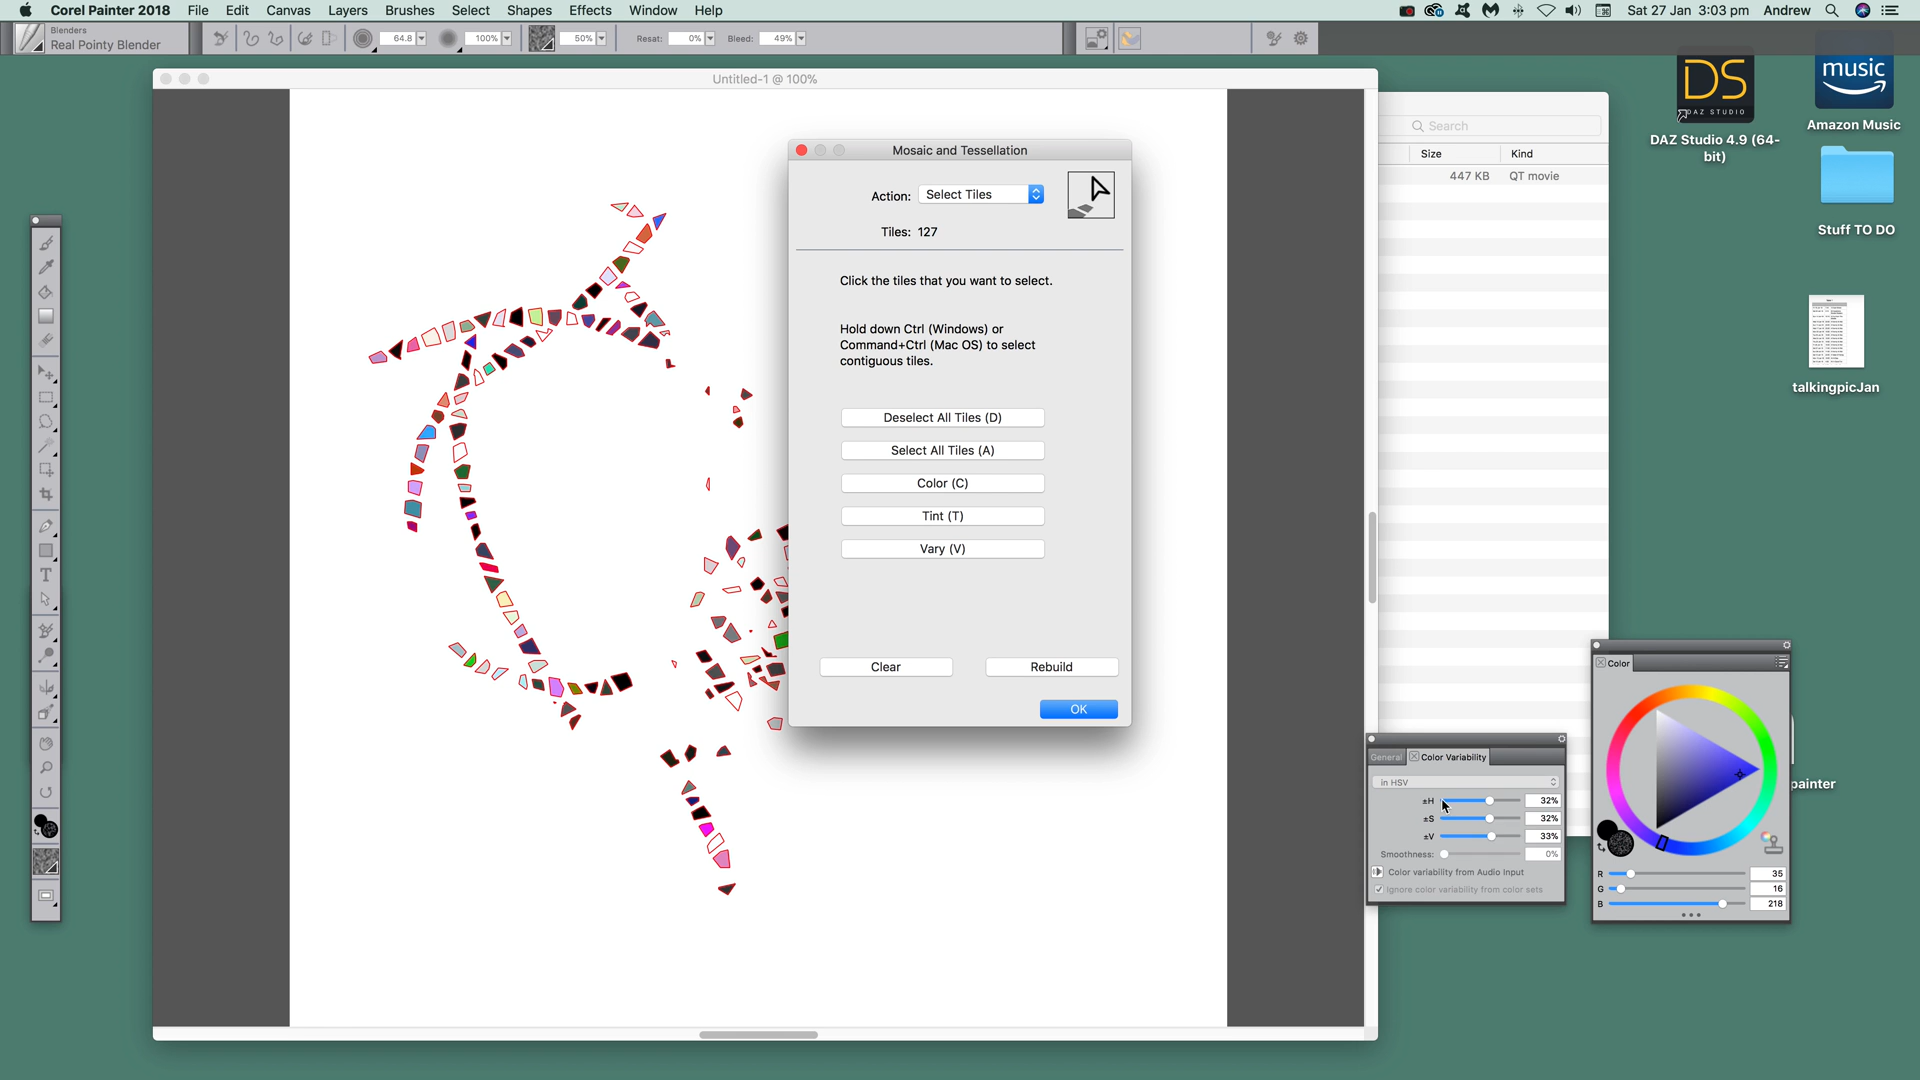 Corel Painter 2018 File Edit Canvas Layers Brushes Select Shapes Effects Window Help
Sat 27 Jan 3:03 pm Andrew
Blenders
Real Pointy Blender
64.8
100%
50%
Resat: 0%
Bleed: 49%
Untitled-1 @ 100%
Mosaic and Tessellation
Action: Select Tiles
Tiles: 127
Click the tiles that you want to select.
Hold down Ctrl (Windows) or
Command+Ctrl (Mac OS) to select
contiguous tiles.
Deselect All Tiles (D)
Select All Tiles (A)
Color (C)
Tint (T)
Vary (V)
Clear
Rebuild
OK
Search
Size
Kind
447 KB
QT movie
DS
DAZ STUDIO
DAZ Studio 4.9 (64-
bit)
music
Amazon Music
Stuff TO DO
talkingpicJan
painter
General
Color Variability
in HSV
±H 32%
±S 32%
±V 33%
Smoothness: 0%
Color variability from Audio Input
Ignore color variability from color sets
Color
R 35
G 16
B 218
T